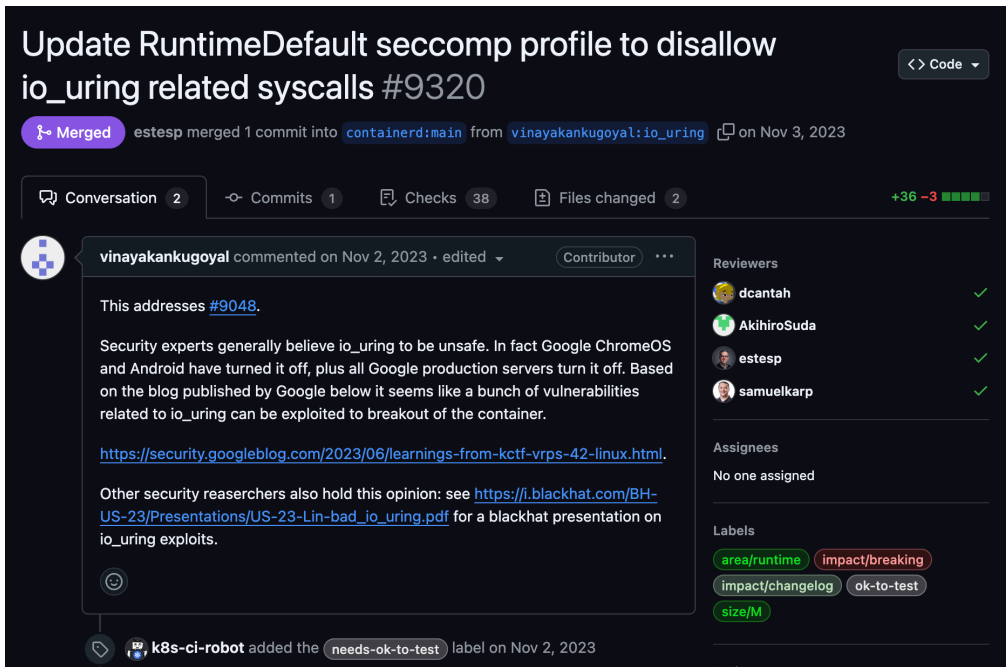 Update RuntimeDefault seccomp profile to disallow
io_uring related syscalls #9320
Code
Merged estesp merged 1 commit into containerd:main from vinayakankugoyal:io_uring on Nov 3, 2023
Conversation 2 Commits 1 Checks 38 Files changed 2 +36 −3
vinayakankugoyal commented on Nov 2, 2023 • edited Contributor ...
This addresses #9048.
Security experts generally believe io_uring to be unsafe. In fact Google ChromeOS
and Android have turned it off, plus all Google production servers turn it off. Based
on the blog published by Google below it seems like a bunch of vulnerabilities
related to io_uring can be exploited to breakout of the container.
https://security.googleblog.com/2023/06/learnings-from-kctf-vrps-42-linux.html.
Other security reaserchers also hold this opinion: see https://i.blackhat.com/BH-
US-23/Presentations/US-23-Lin-bad_io_uring.pdf for a blackhat presentation on
io_uring exploits.
k8s-ci-robot added the needs-ok-to-test label on Nov 2, 2023
Reviewers
dcantah
AkihiroSuda
estesp
samuelkarp
Assignees
No one assigned
Labels
area/runtime impact/breaking
impact/changelog ok-to-test
size/M